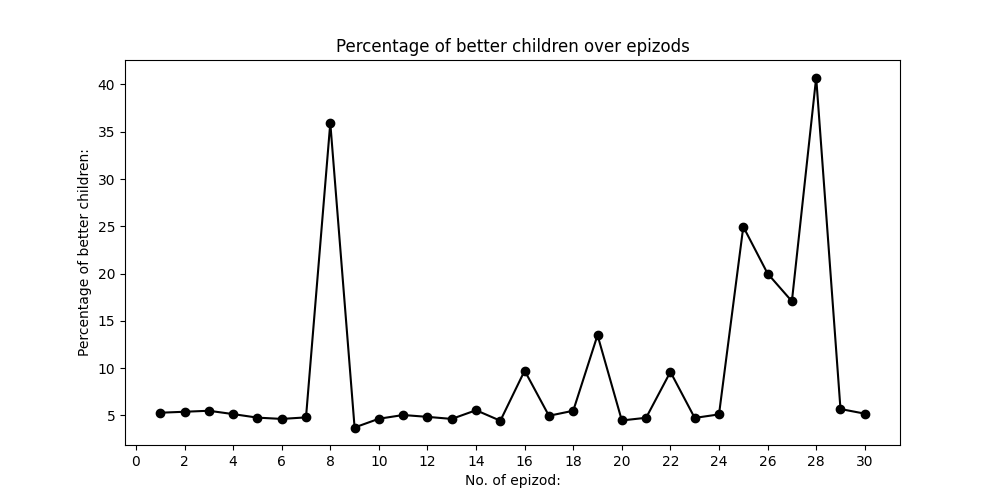 Percentage of better children over epizods
Percentage of better children:
40
35
30
25
20
15
10
5
0 2 4 6 8 10 12 14 16 18 20 22 24 26 28 30
No. of epizod: